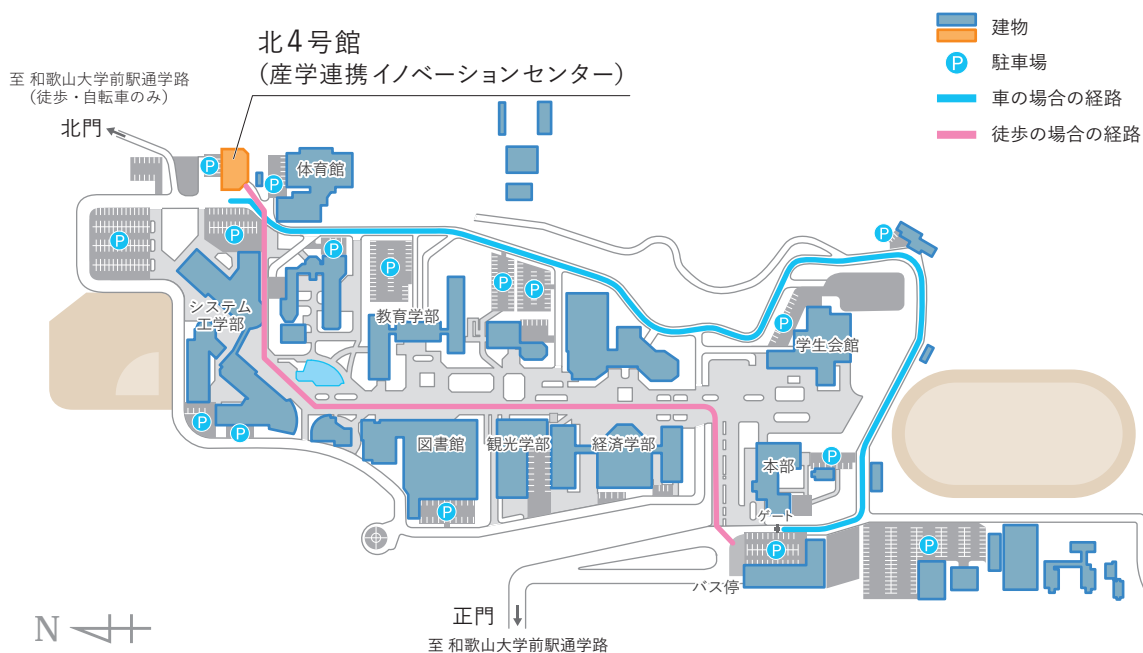 北4号館
(産学連携イノベーションセンター)
至 和歌山大学前駅通学路
(徒歩・自転車のみ)
北門
建物
P
駐車場
車の場合の経路
徒歩の場合の経路
P
P
体育館
P
P
P
P
P
P
P
システム
工学部
教育学部
P
学生会館
P
P
図書館
観光学部
経済学部
本部
P
P
ゲート
P
P
バス停
正門
至 和歌山大学前駅通学路
N